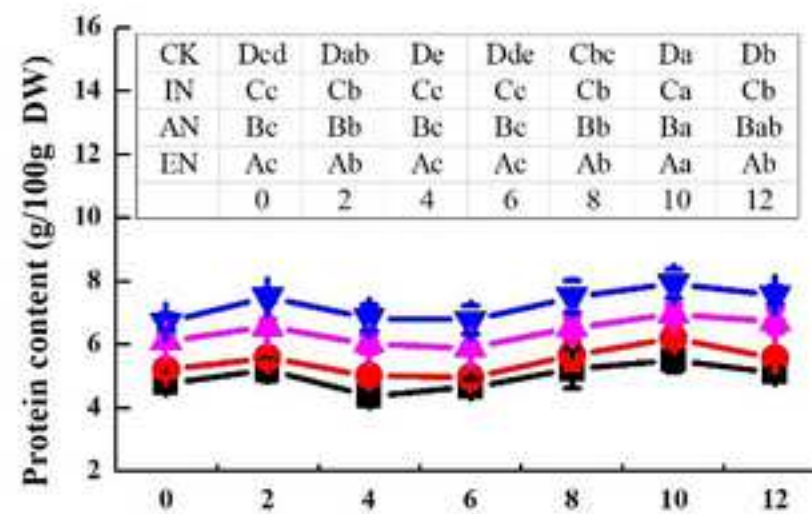 Protein content (g/100g DW)
16
14
12
10
8
6
4
2
CK Dcd Dab De Dde Cbc Da Db
IN Cc Cb Cc Cc Cb Ca Cb
AN Bc Bb Bc Bc Bb Ba Bab
EN Ac Ab Ac Ac Ab Aa Ab
0 2 4 6 8 10 12
0 2 4 6 8 10 12